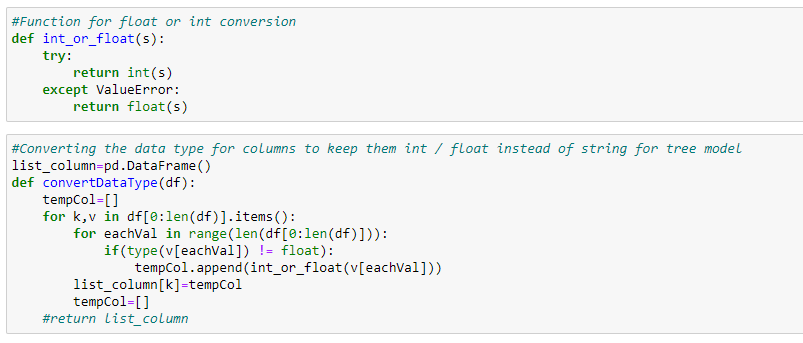 #Function for float or int conversion
def int_or_float(s):
    try:
        return int(s)
    except ValueError:
        return float(s)
#Converting the data type for columns to keep them int / float instead of string for tree model
list_column=pd.DataFrame()
def convertDataType(df):
    tempCol=[]
    for k,v in df[0:len(df)].items():
        for eachVal in range(len(df[0:len(df)])):
            if(type(v[eachVal]) != float):
                tempCol.append(int_or_float(v[eachVal]))
        list_column[k]=tempCol
        tempCol=[]
    #return list_column